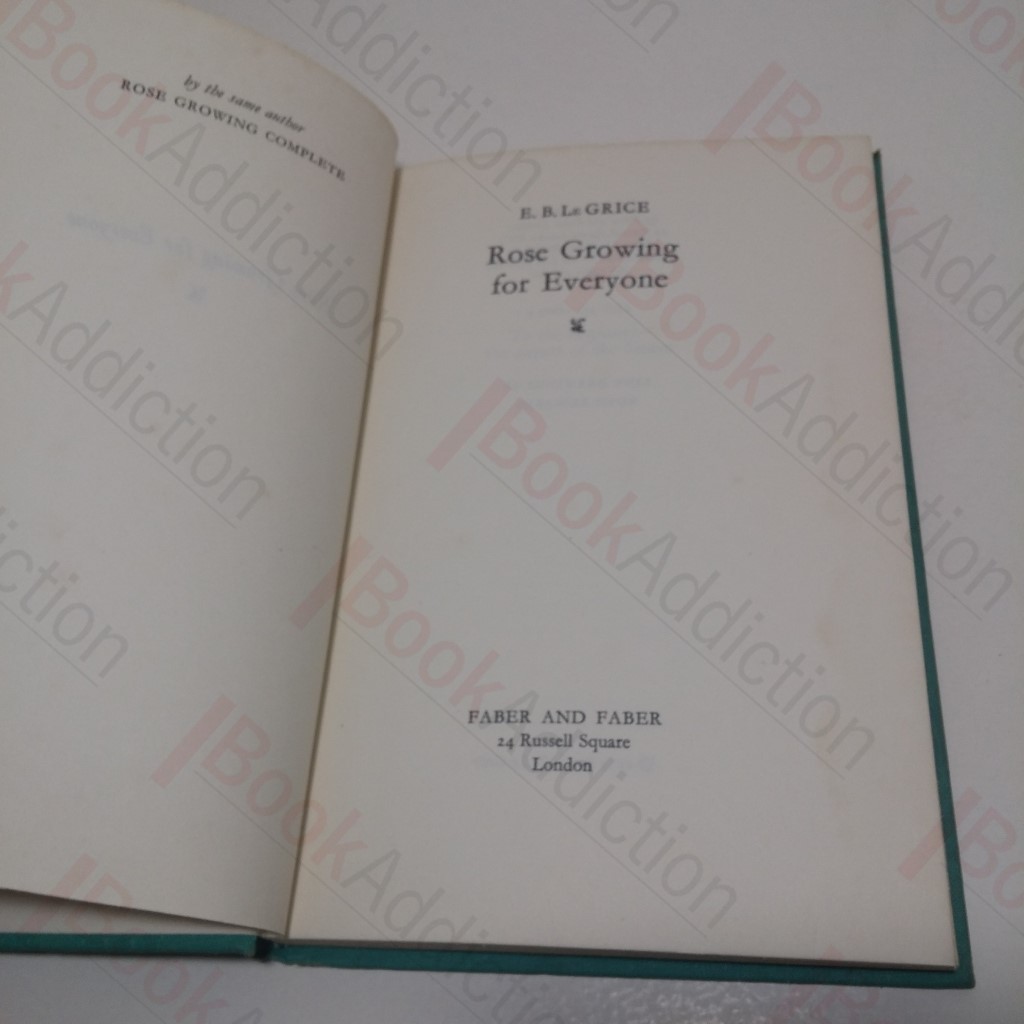 by the same author
ROSE GROWING COMPLETE
E. B. LE GRICE
Rose Growing
for Everyone
FABER AND FABER
24 Russell Square
London
BookAddiction